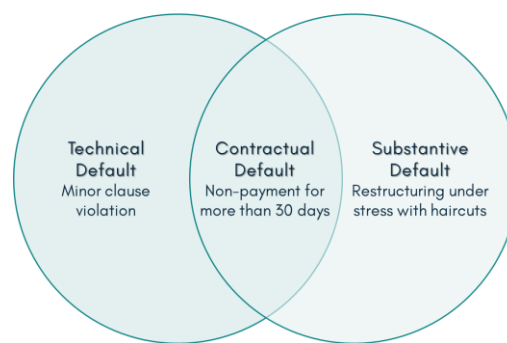 Technical
Default
Minor clause
violation
Contractual
Default
Non-payment for
more than 30 days
Substantive
Default
Restructuring under
stress with haircuts